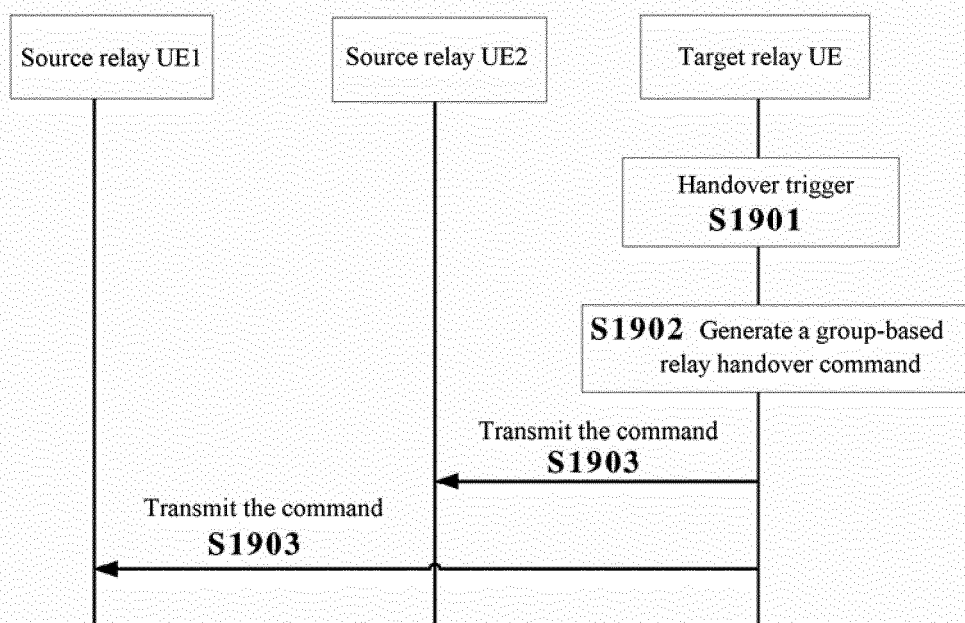 Source relay UE1
Source relay UE2
Target relay UE
Handover trigger
S1901
S1902 Generate a group-based
relay handover command
Transmit the command
S1903
Transmit the command
S1903